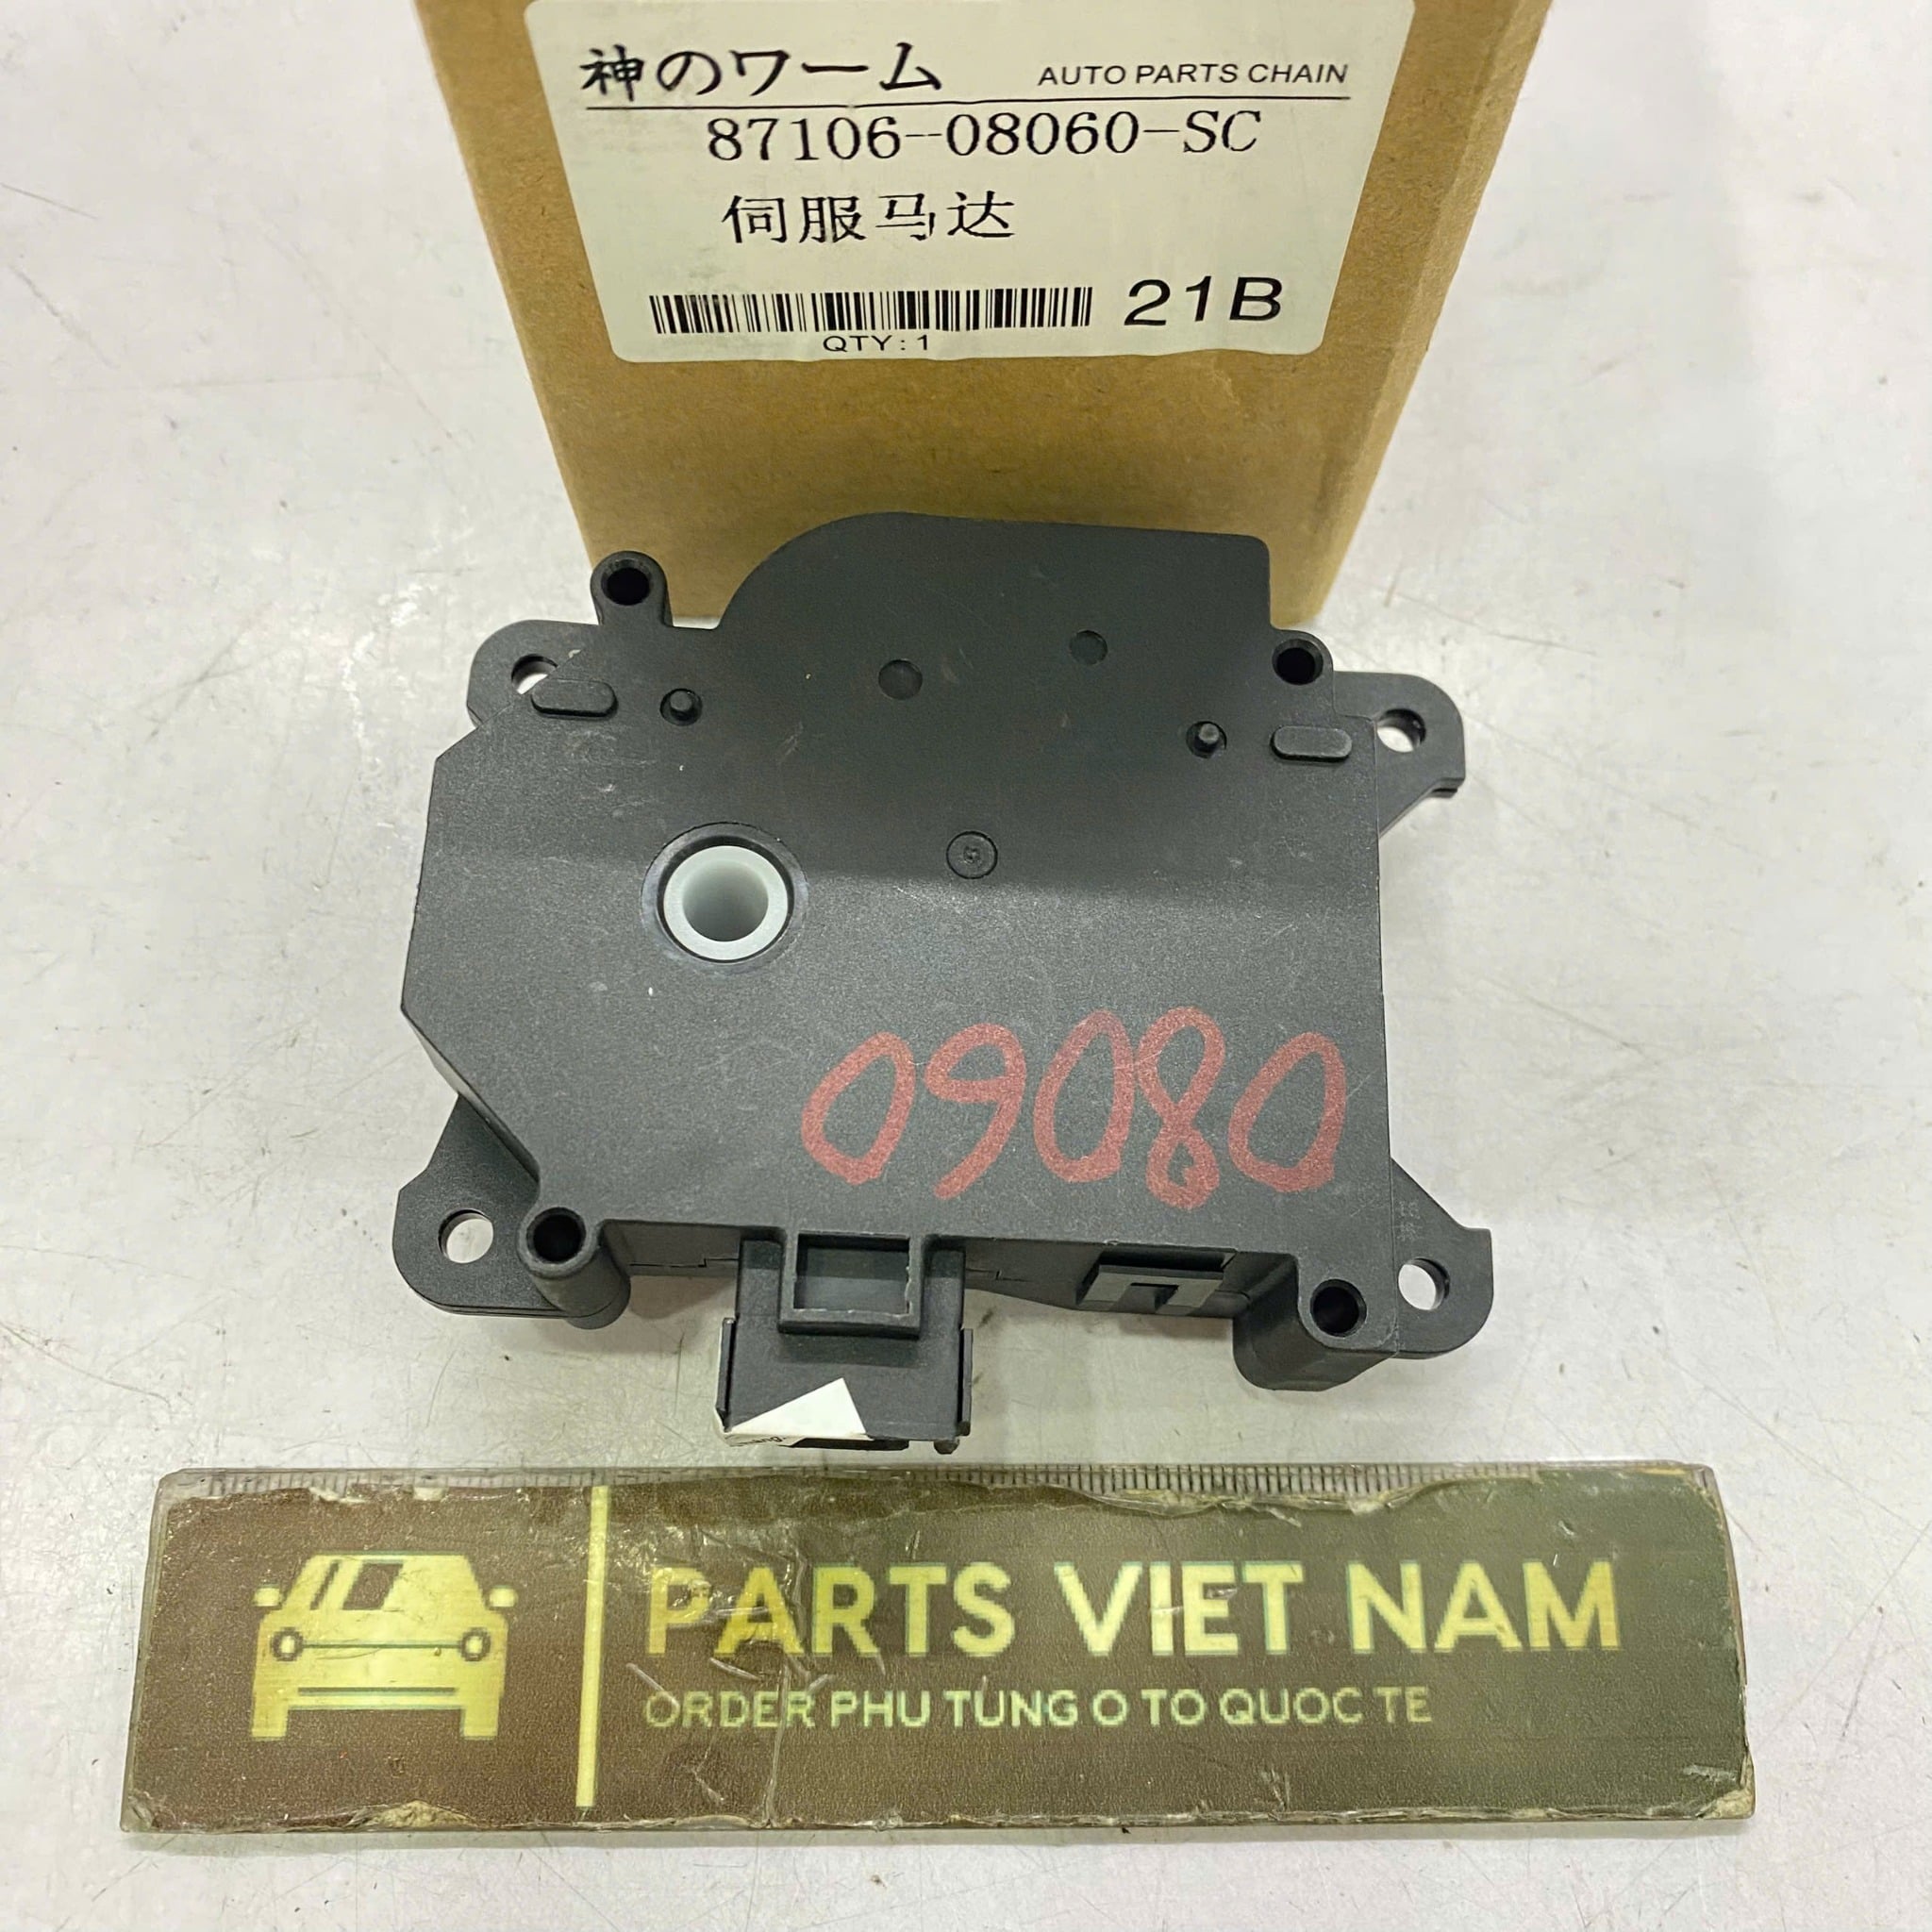 神のワーム AUTO PARTS CHAIN
87106-08060-SC
伺服马达
21B
QTY:1
09080
PARTS VIET NAM
ORDER PHU TUNG O TO QUOC TE